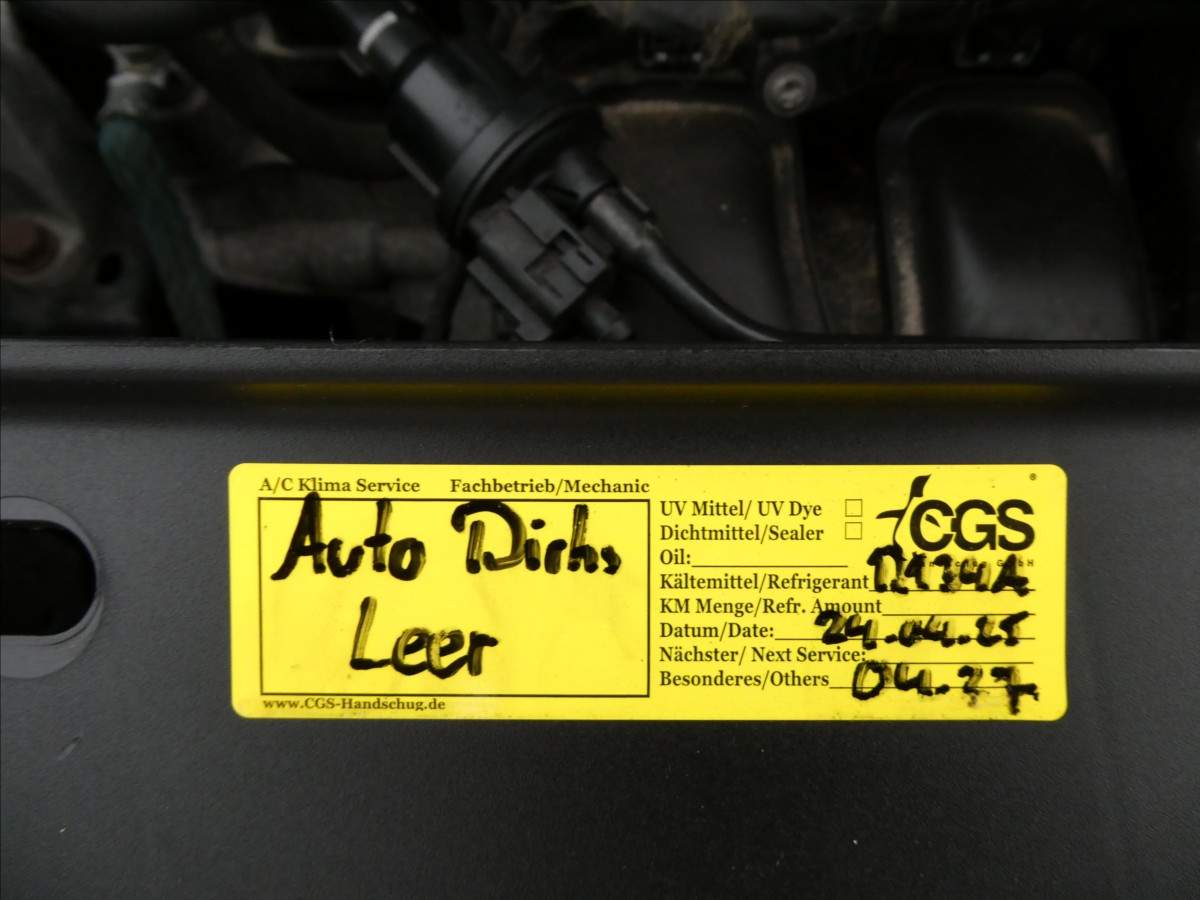 A/C Klima Service Fachbetrieb/Mechanic
Auto Dirks
Leer
www.CGS-Handschug.de
CGS ®
UV Mittel/ UV Dye
Dichtmittel/Sealer
Oil:
Kältemittel/Refrigerant R134A
KM Menge/Refr. Amount
Datum/Date: 24.04.25
Nächster/ Next Service:
Besonderes/Others 04.27